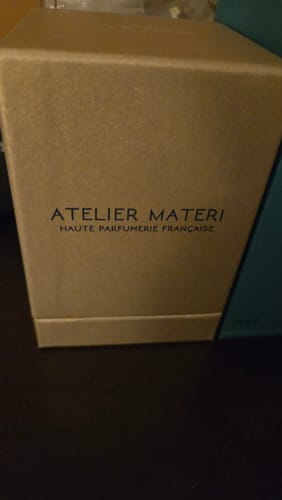 ATELIER MATERI
HAUTE PARFUMERIE FRANÇAISE